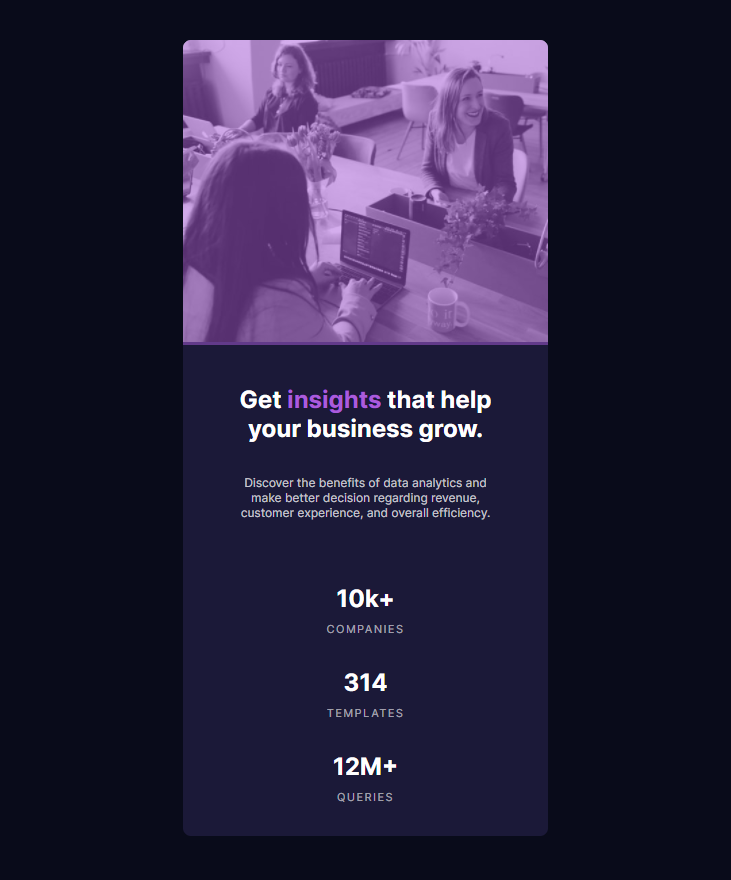 Get insights that help
your business grow.
Discover the benefits of data analytics and
make better decision regarding revenue,
customer experience, and overall efficiency.
10k+
COMPANIES
314
TEMPLATES
12M+
QUERIES